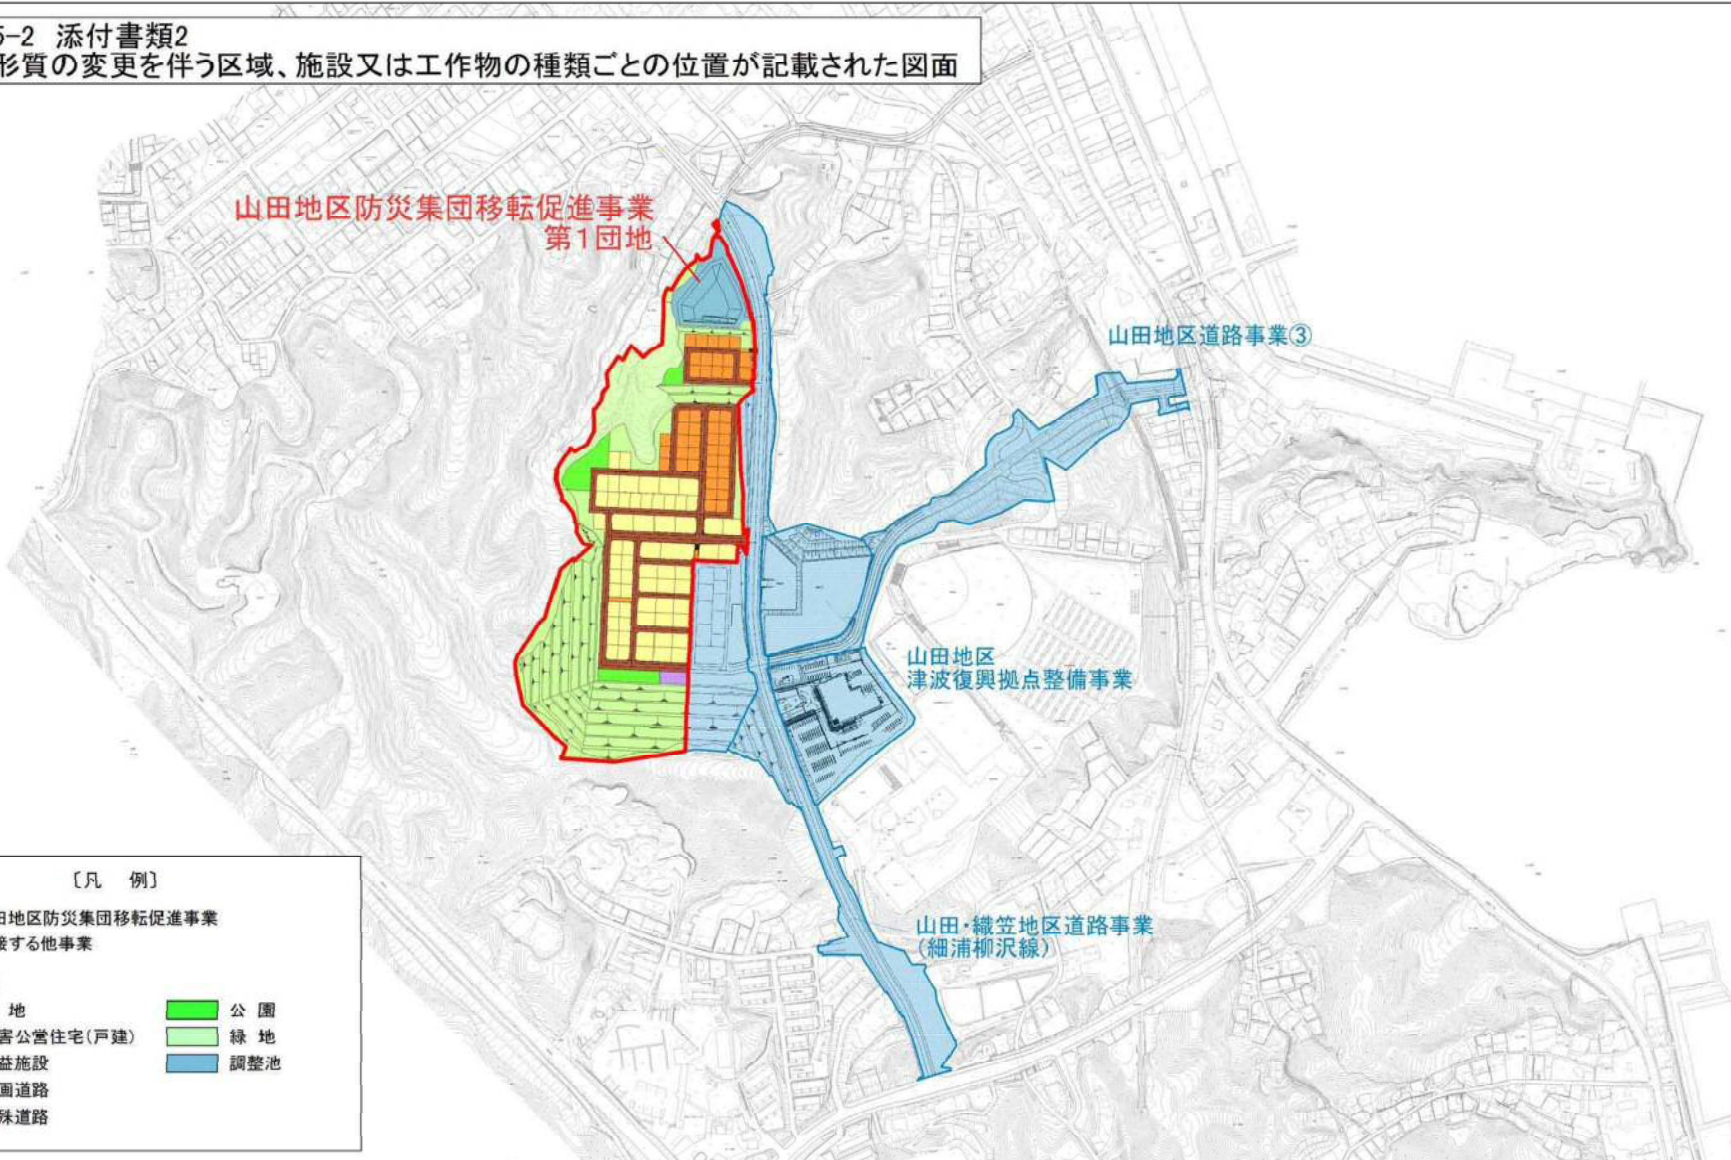 5-2 添付書類2
形質の変更を伴う区域、施設又は工作物の種類ごとの位置が記載された図面
山田地区防災集団移転促進事業
第1団地
山田地区道路事業③
山田地区
津波復興拠点整備事業
山田・織笠地区道路事業
(細浦柳沢線)
〔凡 例〕
田地区防災集団移転促進事業
接する他事業
地
公 園
害公営住宅(戸建)
緑 地
益施設
調整池
画道路
殊道路